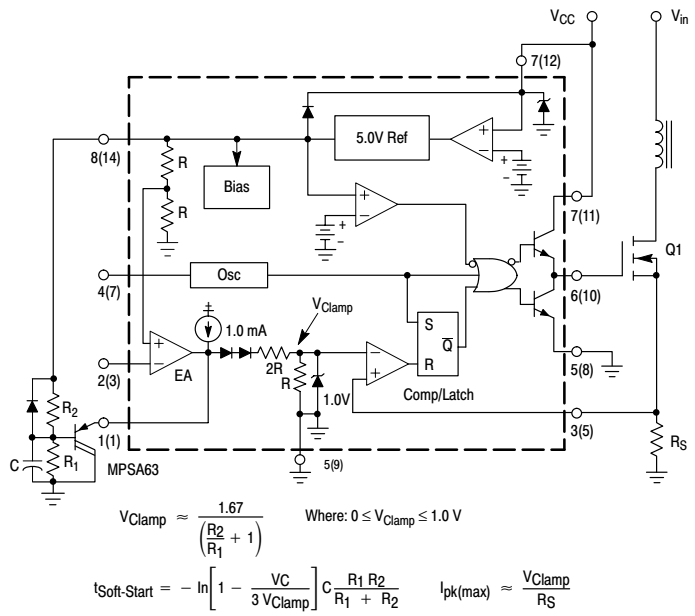 VCC
Vin
7(12)
8(14)
R
R
Bias
5.0V Ref
+
−
+
−
+
−
+
−
7(11)
Q1
4(7)
Osc
6(10)
+
VClamp
1.0 mA
S
Q̅
R
+
−
EA
2(3)
2R
R
1.0V
−
+
Comp/Latch
5(8)
3(5)
R2
1(1)
C
R1
MPSA63
5(9)
RS
VClamp ≈ 1.67 / (R2/R1 + 1) Where: 0 ≤ VClamp ≤ 1.0 V
tSoft-Start = − ln[1 − VC / 3 VClamp] C R1 R2 / R1 + R2 Ipk(max) ≈ VClamp / RS